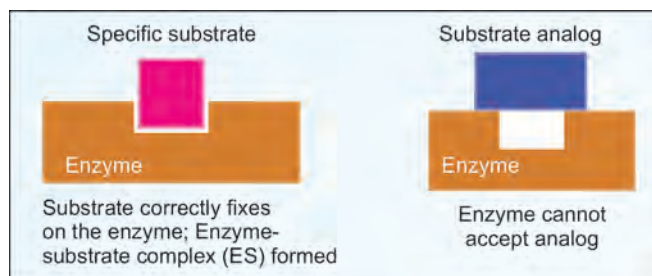 Specific substrate
Enzyme
Substrate correctly fixes
on the enzyme; Enzyme-
substrate complex (ES) formed
Substrate analog
Enzyme
Enzyme cannot
accept analog